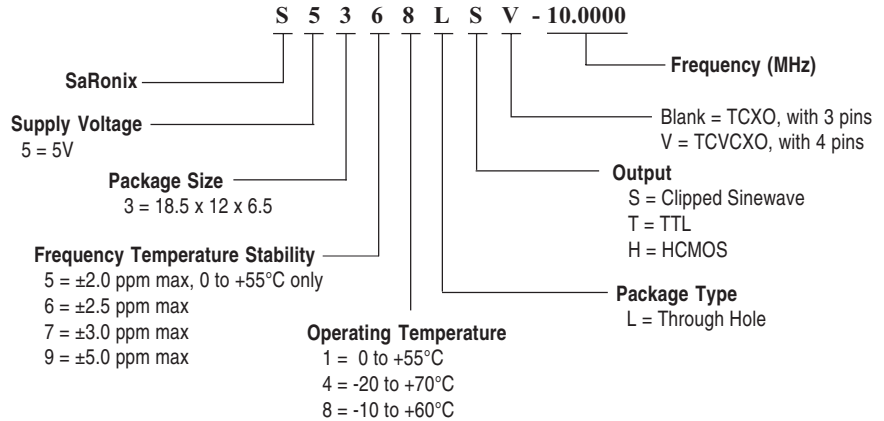 S 5 3 6 8 L S V - 10.0000
SaRonix
Supply Voltage
5 = 5V
Package Size
3 = 18.5 x 12 x 6.5
Frequency Temperature Stability
5 = ±2.0 ppm max, 0 to +55°C only
6 = ±2.5 ppm max
7 = ±3.0 ppm max
9 = ±5.0 ppm max
Operating Temperature
1 = 0 to +55°C
4 = -20 to +70°C
8 = -10 to +60°C
Frequency (MHz)
Blank = TCXO, with 3 pins
V = TCVCXO, with 4 pins
Output
S = Clipped Sinewave
T = TTL
H = HCMOS
Package Type
L = Through Hole